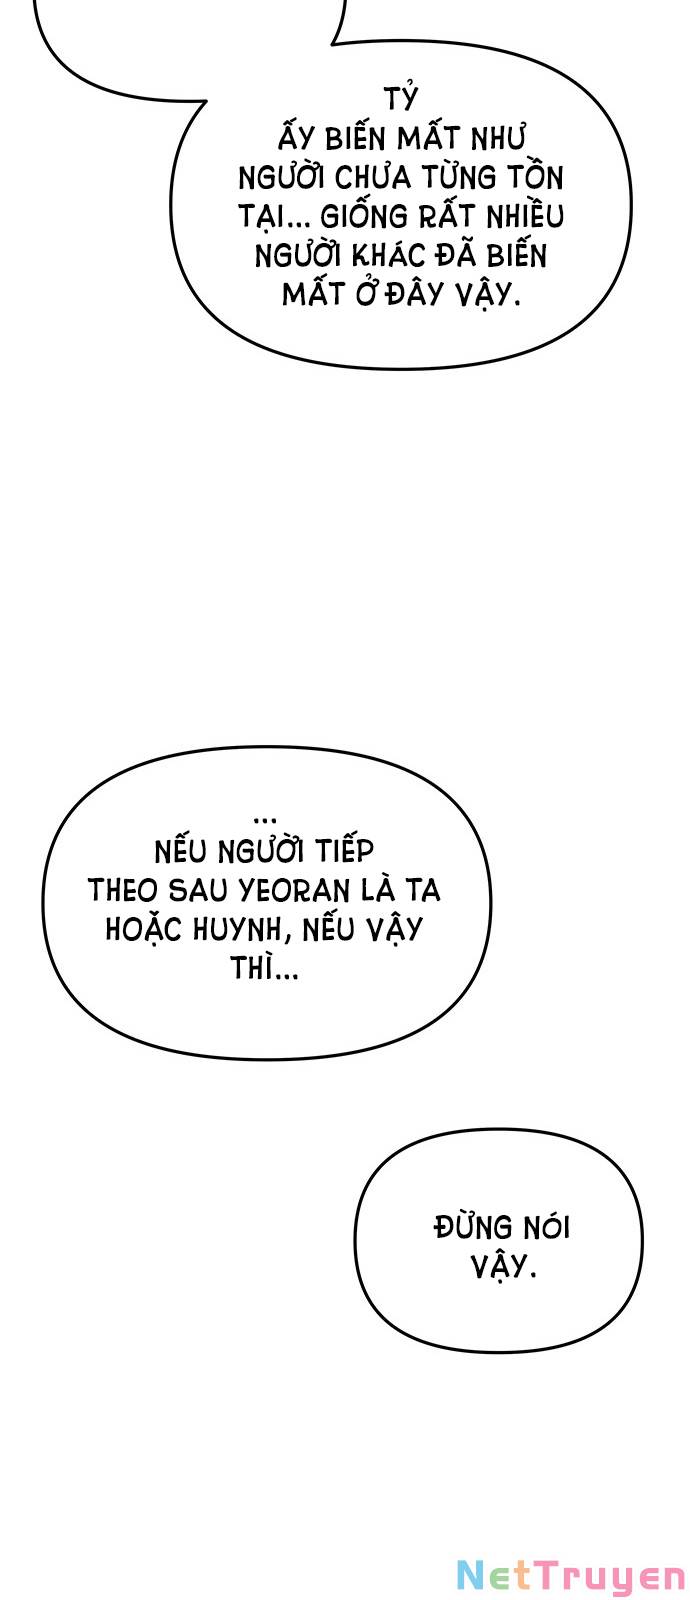 TỶ
ẤY BIẾN MẤT NHƯ
NGƯỜI CHƯA TỪNG TỒN
TẠI... GIỐNG RẤT NHIỀU
NGƯỜI KHÁC ĐÃ BIẾN
MẤT Ở ĐÂY VẬY.
...
NẾU NGƯỜI TIẾP
THEO SAU YEORAN LÀ TA
HOẶC HUYNH, NẾU VẬY
THÌ...
ĐỪNG NÓI
VẬY.
NetTruyen